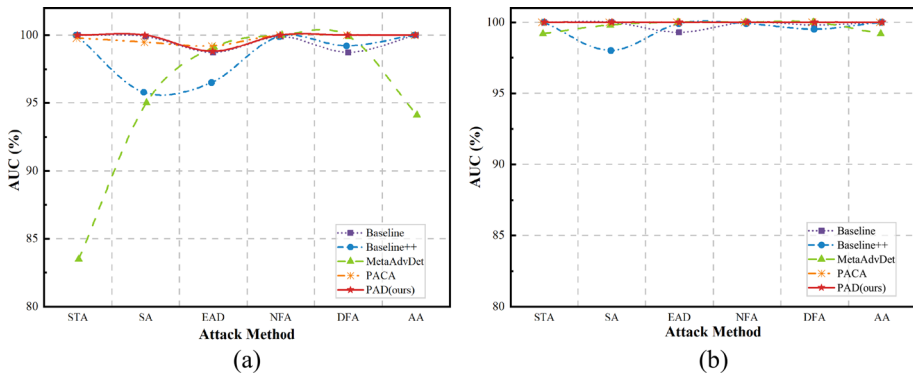 100
95
90
85
80
AUC (%)
STA SA EAD NFA DFA AA
Attack Method
Baseline
Baseline++
MetaAdvDet
PACA
PAD(ours)
(a)
100
95
90
85
80
AUC (%)
STA SA EAD NFA DFA AA
Attack Method
Baseline
Baseline++
MetaAdvDet
PACA
PAD(ours)
(b)